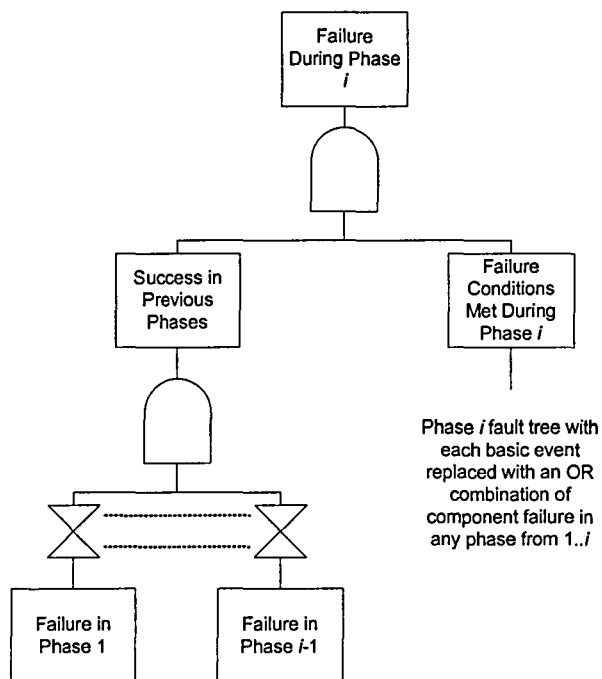 Failure
During Phase
i
Success in
Previous
Phases
Failure
Conditions
Met During
Phase i
Phase i fault tree with
each basic event
replaced with an OR
combination of
component failure in
any phase from 1..i
Failure in
Phase 1
Failure in
Phase i-1